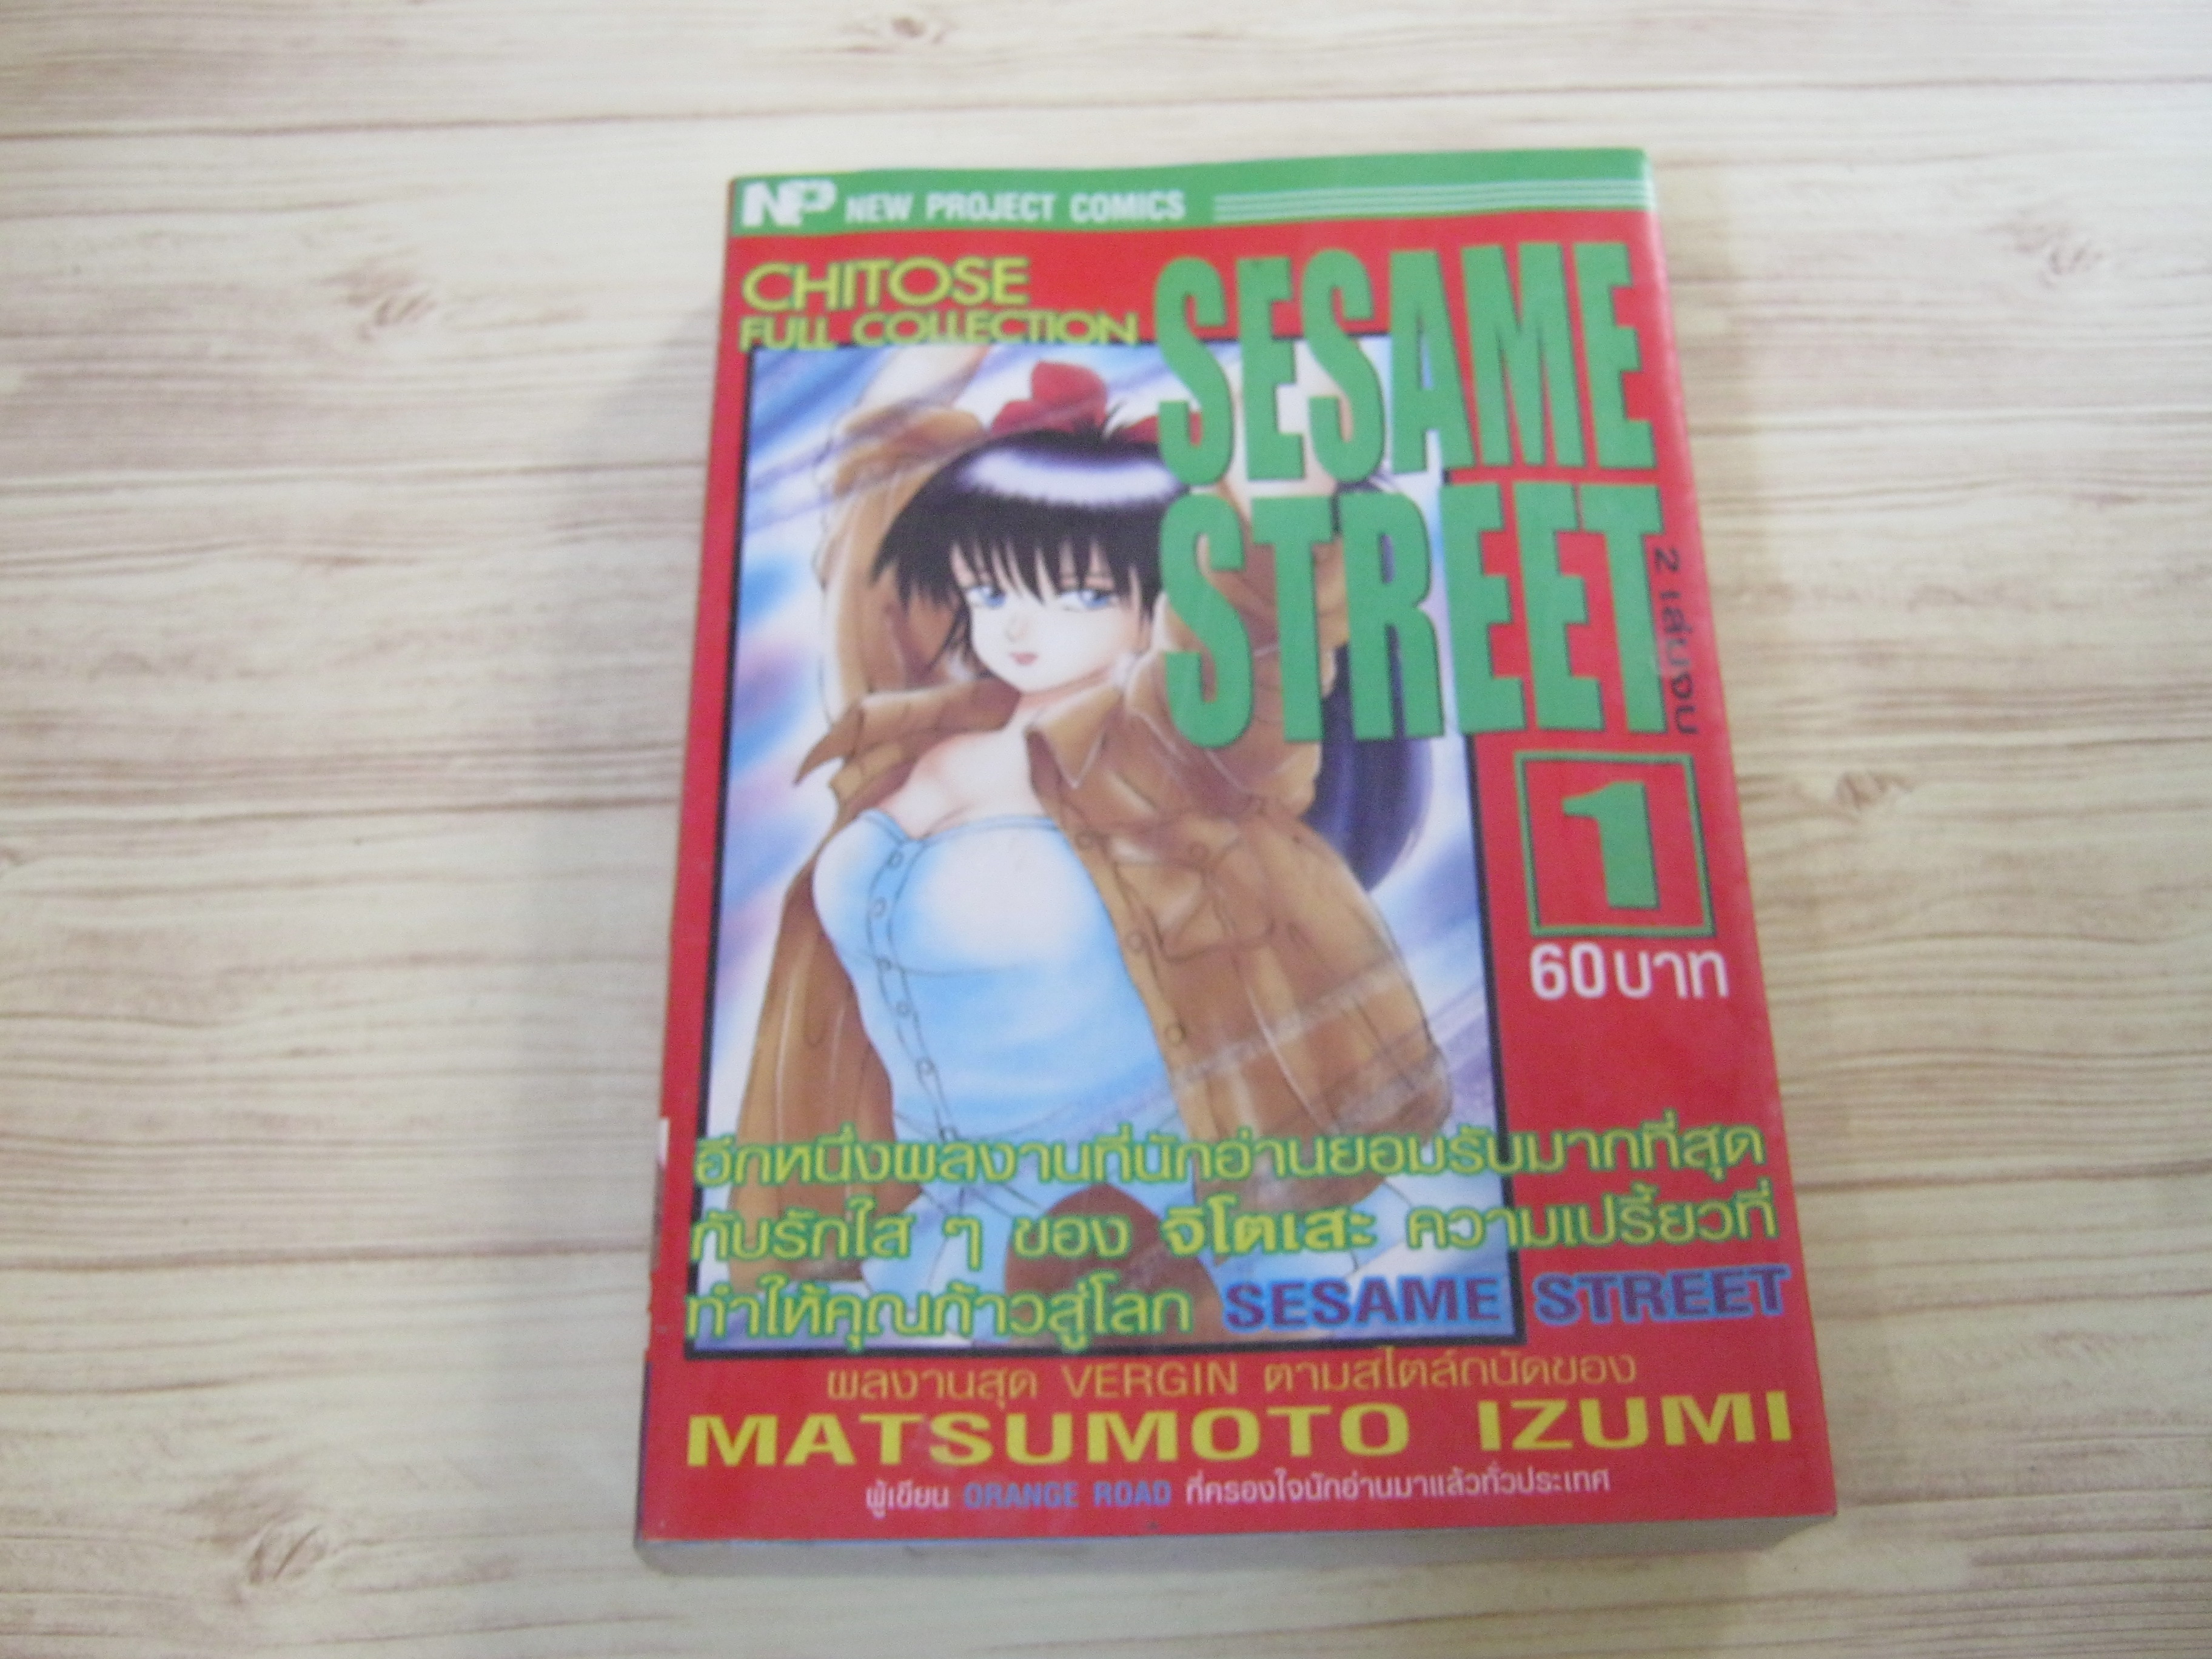 NP NEW PROJECT COMICS
CHITOSE
FULL COLLECTION
SESAME
STREET
2 เล่มจบ
1
60 บาท
อีกหนึ่งผลงานที่นักอ่านยอมรับมากที่สุด
กับรักใส ๆ ของ จิโตเสะ ความเปรี้ยวที่
ทำให้คุณก้าวสู่โลก SESAME STREET
ผลงานสุด VERGIN ตามสไตล์ถนัดของ
MATSUMOTO IZUMI
ผู้เขียน ORANGE ROAD ที่ครองใจนักอ่านมาแล้วทั่วประเทศ